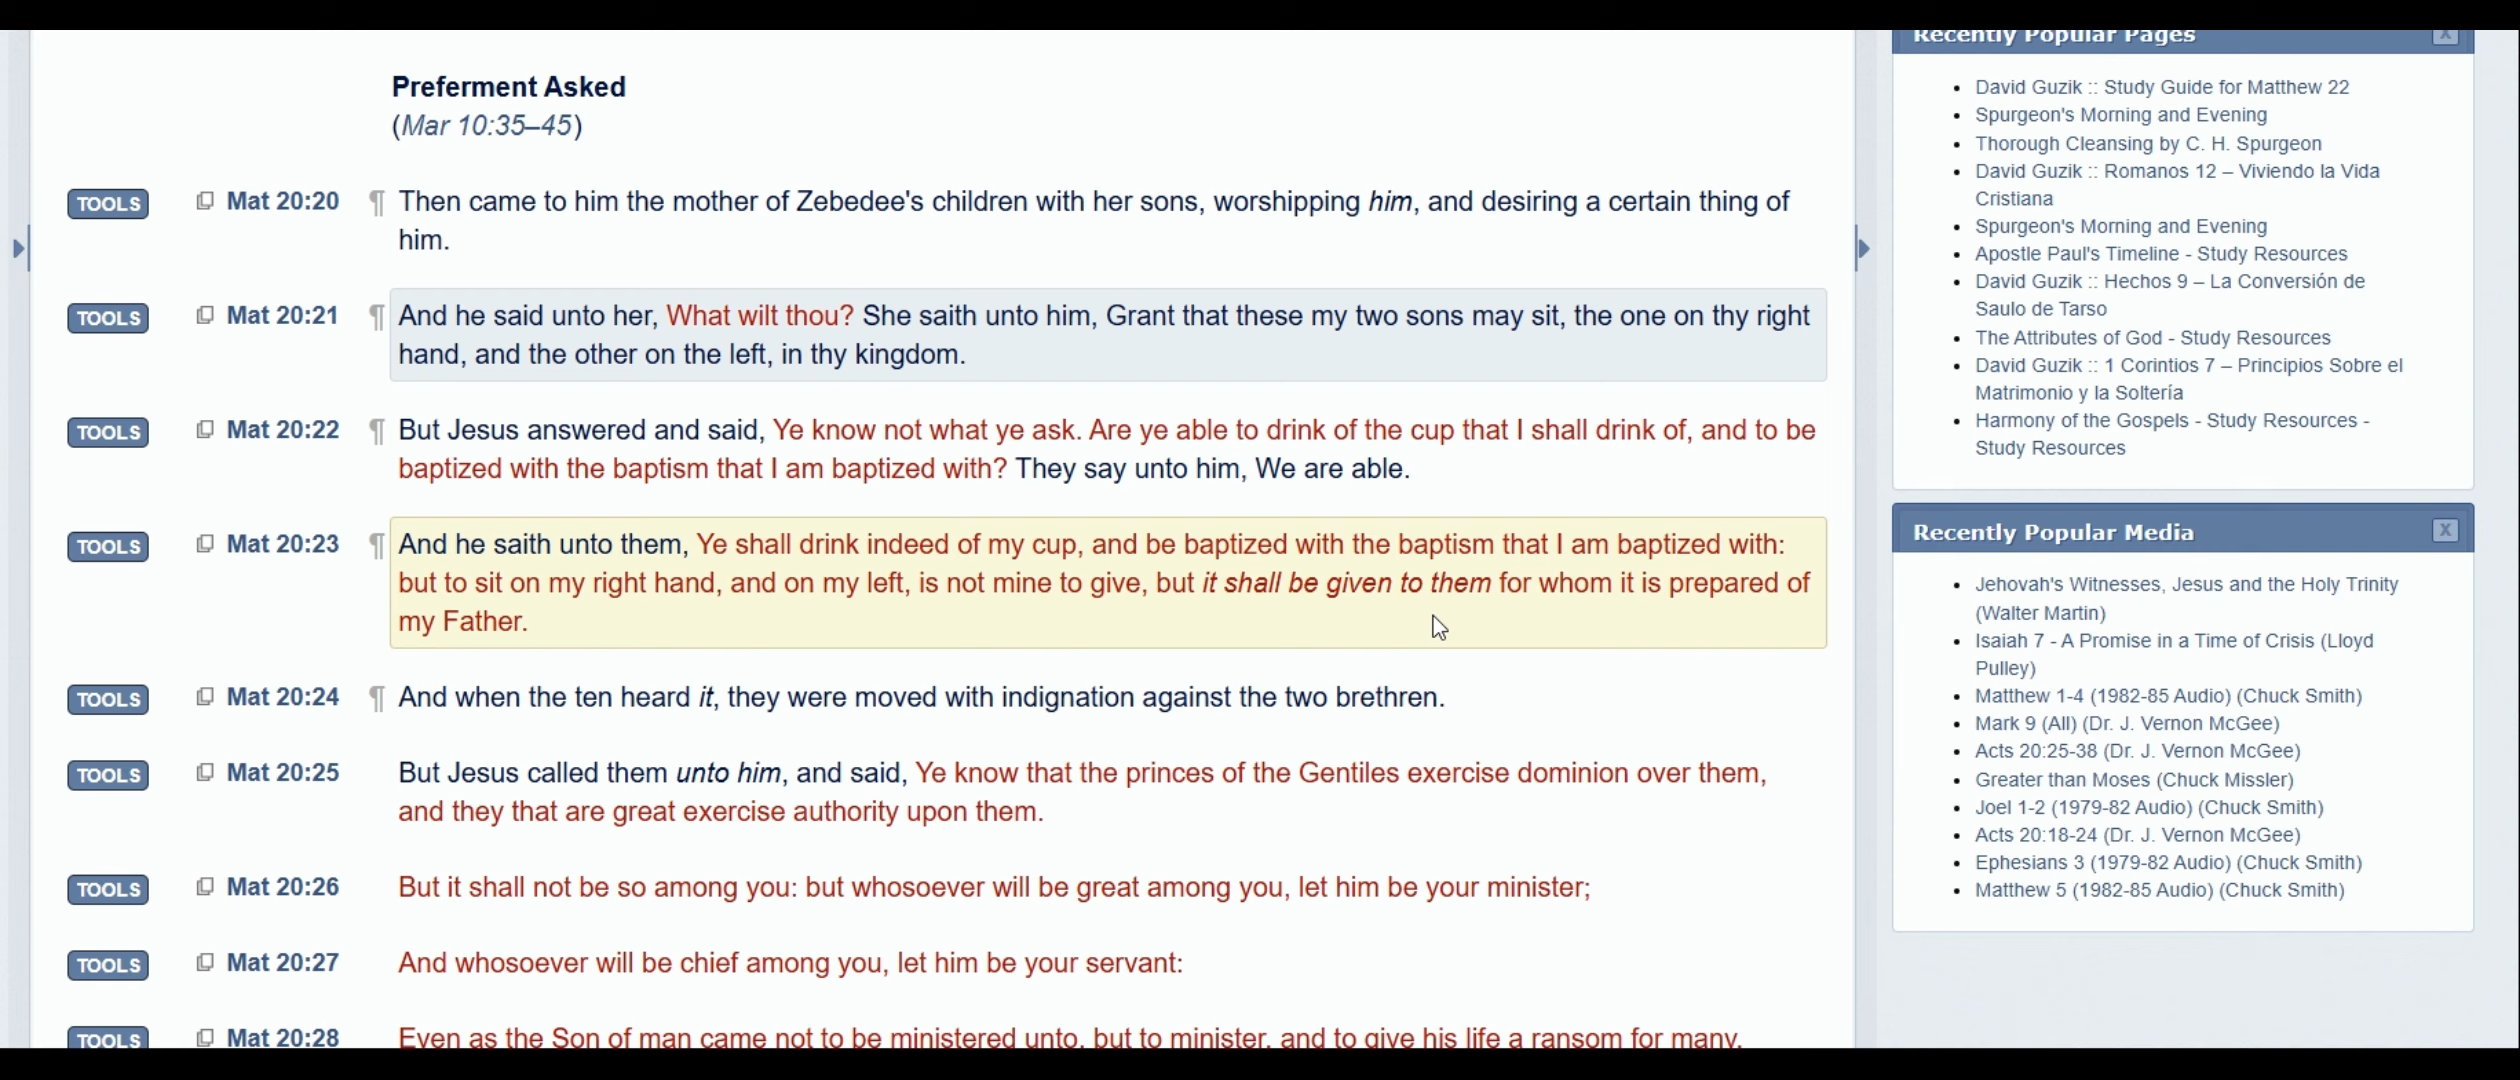 Preferment Asked
(Mar 10:35–45)
TOOLS Mat 20:20 ¶ Then came to him the mother of Zebedee's children with her sons, worshipping him, and desiring a certain thing of
him.
TOOLS Mat 20:21 ¶ And he said unto her, What wilt thou? She saith unto him, Grant that these my two sons may sit, the one on thy right
hand, and the other on the left, in thy kingdom.
TOOLS Mat 20:22 ¶ But Jesus answered and said, Ye know not what ye ask. Are ye able to drink of the cup that I shall drink of, and to be
baptized with the baptism that I am baptized with? They say unto him, We are able.
TOOLS Mat 20:23 ¶ And he saith unto them, Ye shall drink indeed of my cup, and be baptized with the baptism that I am baptized with:
but to sit on my right hand, and on my left, is not mine to give, but it shall be given to them for whom it is prepared of
my Father.
TOOLS Mat 20:24 ¶ And when the ten heard it, they were moved with indignation against the two brethren.
TOOLS Mat 20:25 But Jesus called them unto him, and said, Ye know that the princes of the Gentiles exercise dominion over them,
and they that are great exercise authority upon them.
TOOLS Mat 20:26 But it shall not be so among you: but whosoever will be great among you, let him be your minister;
TOOLS Mat 20:27 And whosoever will be chief among you, let him be your servant:
TOOLS Mat 20:28 Even as the Son of man came not to be ministered unto, but to minister, and to give his life a ransom for many.
Recently Popular Pages X
• David Guzik :: Study Guide for Matthew 22
• Spurgeon's Morning and Evening
• Thorough Cleansing by C. H. Spurgeon
• David Guzik :: Romanos 12 – Viviendo la Vida
Cristiana
• Spurgeon's Morning and Evening
• Apostle Paul's Timeline - Study Resources
• David Guzik :: Hechos 9 – La Conversión de
Saulo de Tarso
• The Attributes of God - Study Resources
• David Guzik :: 1 Corintios 7 – Principios Sobre el
Matrimonio y la Soltería
• Harmony of the Gospels - Study Resources -
Study Resources
Recently Popular Media X
• Jehovah's Witnesses, Jesus and the Holy Trinity
(Walter Martin)
• Isaiah 7 - A Promise in a Time of Crisis (Lloyd
Pulley)
• Matthew 1-4 (1982-85 Audio) (Chuck Smith)
• Mark 9 (All) (Dr. J. Vernon McGee)
• Acts 20:25-38 (Dr. J. Vernon McGee)
• Greater than Moses (Chuck Missler)
• Joel 1-2 (1979-82 Audio) (Chuck Smith)
• Acts 20:18-24 (Dr. J. Vernon McGee)
• Ephesians 3 (1979-82 Audio) (Chuck Smith)
• Matthew 5 (1982-85 Audio) (Chuck Smith)